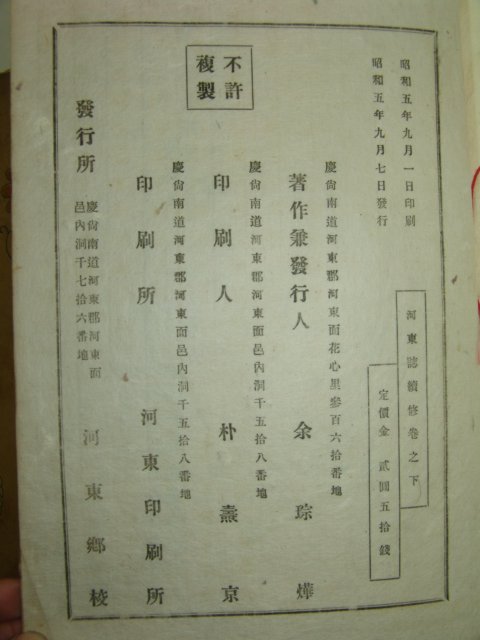 昭和五年九月一日印刷
昭和五年九月七日發行
河東誌續修卷之下
定價金 貳圓五拾錢
慶尙南道河東郡河東面花心里參百六拾番地
著作兼發行人 余琮燁
慶尙南道河東郡河東面邑內洞千五拾八番地
印刷人 朴 京
慶尙南道河東郡河東面邑內洞千五拾八番地
印刷所 河東印刷所
不許
複製
慶尙南道河東郡河東面
邑內洞千七拾六番地
發行所 河東鄕校